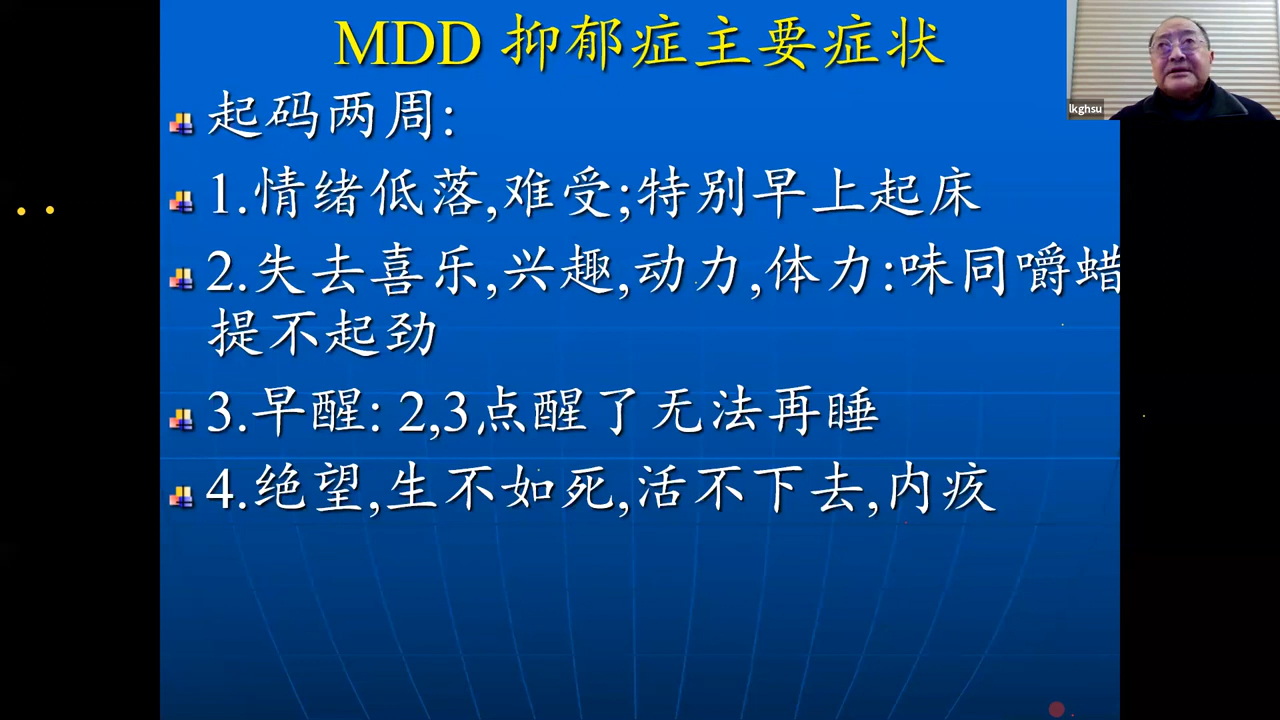 MDD 抑郁症主要症状
起码两周:
1.情绪低落,难受;特别早上起床
2.失去喜乐,兴趣,动力,体力:味同嚼蜡
提不起劲
3.早醒: 2,3点醒了无法再睡
4.绝望,生不如死,活不下去,内疚
lkghsu